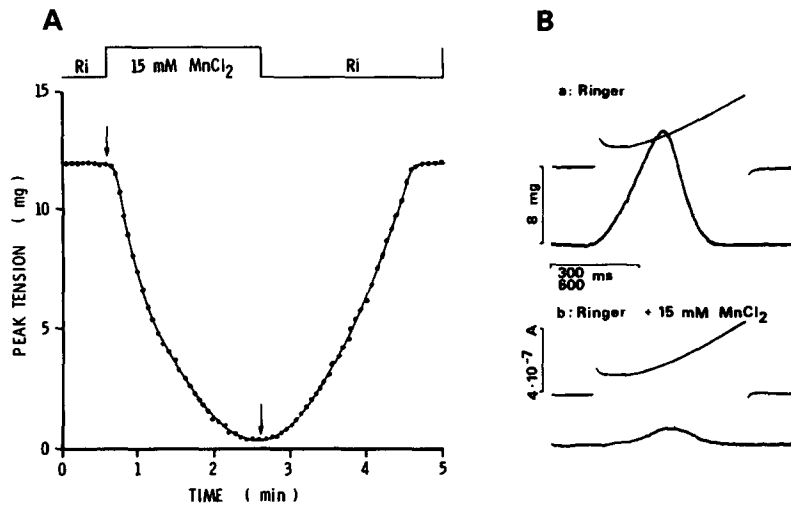 A
Ri
15 mM MnCl2
Ri
15
10
5
0
PEAK TENSION ( mg )
0 1 2 3 4 5
TIME ( min )
B
a: Ringer
8 mg
300 ms
600
b: Ringer + 15 mM MnCl2
4·10-7 A